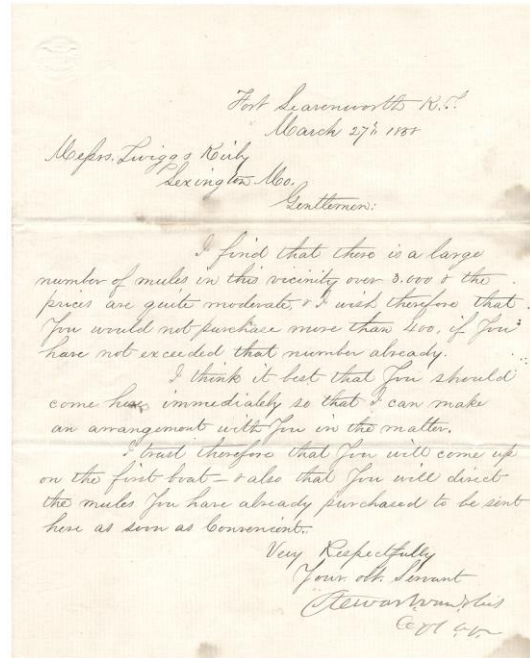 Fort Leavenworth K.T.
March 27th 1858
Messrs. Twiggs & Kirby
Lexington Mo.
Gentlemen:
I find that there is a large
number of mules in this vicinity over 3.000 & the
prices are quite moderate, & I wish therefore that
You would not purchase more than 400, if You
have not exceeded that number already.
I think it best that You should
come here immediately so that I can make
an arrangement with You in the matter.
I trust therefore that You will come up
on the first boat – & also that You will direct
the mules You have already purchased to be sent
here as soon as Convenient.
Very Respectfully
Your obt. Servant
Stewart Van Vliet
Capt